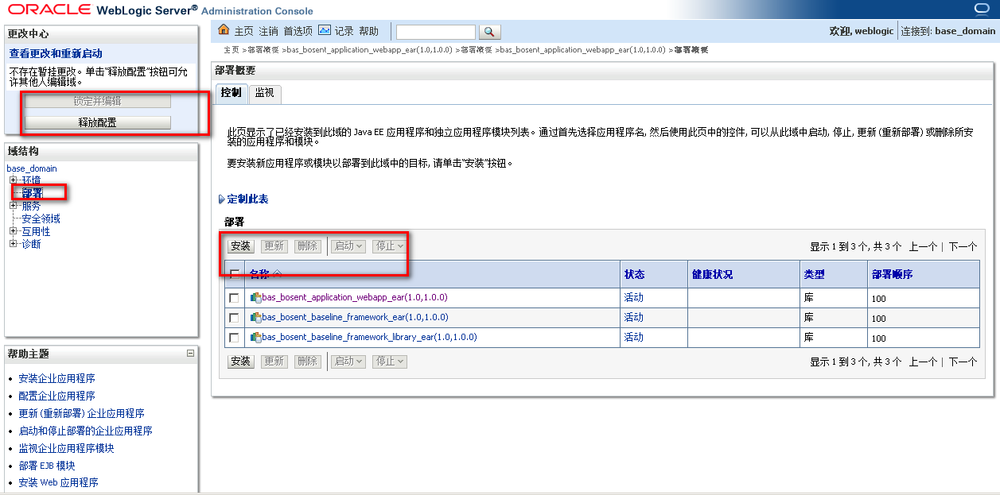 ORACLE WebLogic Server® Administration Console
更改中心
查看更改和重新启动
不存在暂挂更改。单击"释放配置"按钮可允
许其他人编辑域。
锁定并编辑
释放配置
域结构
base_domain
环境
部署
服务
安全领域
互用性
诊断
帮助主题
安装企业应用程序
配置企业应用程序
更新 (重新部署) 企业应用程序
启动和停止部署的企业应用程序
监视企业应用程序模块
部署 EJB 模块
安装 Web 应用程序
主页 注销 首选项 记录 帮助
欢迎, weblogic 连接到: base_domain
主页 >部署概要 >bas_bosent_application_webapp_ear(1.0,1.0.0) >部署概要 >bas_bosent_application_webapp_ear(1.0,1.0.0) >部署概要
部署概要
控制 监视
此页显示了已经安装到此域的 Java EE 应用程序和独立应用程序模块列表。通过首先选择应用程序名, 然后使用此页中的控件, 可以从此域中启动, 停止, 更新 (重新部署) 或删除所安
装的应用程序和模块。
要安装新应用程序或模块以部署到此域中的目标, 请单击"安装"按钮。
定制此表
部署
安装 更新 删除 启动 停止 显示 1 到 3 个, 共 3 个 上一个 | 下一个
名称 状态 健康状况 类型 部署顺序
bas_bosent_application_webapp_ear(1.0,1.0.0) 活动 库 100
bas_bosent_baseline_framework_ear(1.0,1.0.0) 活动 库 100
bas_bosent_baseline_framework_library_ear(1.0,1.0.0) 活动 库 100
安装 更新 删除 启动 停止 显示 1 到 3 个, 共 3 个 上一个 | 下一个